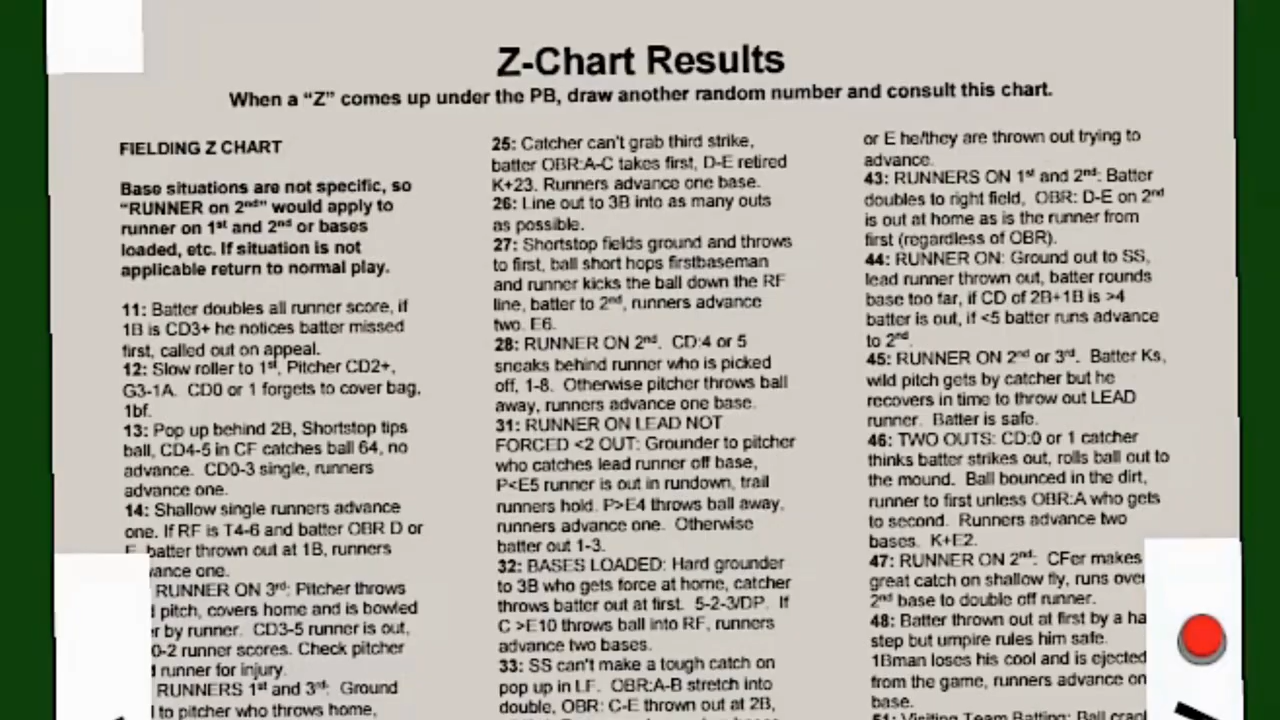 Z-Chart Results
When a “Z” comes up under the PB, draw another random number and consult this chart.
FIELDING Z CHART
Base situations are not specific, so
“RUNNER on 2nd” would apply to
runner on 1st and 2nd or bases
loaded, etc. If situation is not
applicable return to normal play.
11: Batter doubles all runner score, if
1B is CD3+ he notices batter missed
first, called out on appeal.
12: Slow roller to 1st, Pitcher CD2+,
G3-1A. CD0 or 1 forgets to cover bag,
1bf.
13: Pop up behind 2B, Shortstop tips
ball, CD4-5 in CF catches ball 64, no
advance. CD0-3 single, runners
advance one.
14: Shallow single runners advance
one. If RF is T4-6 and batter OBR D or
E, batter thrown out at 1B, runners
one.
RUNNER ON 3rd: Pitcher throws
pitch, covers home and is bowled
by runner. CD3-5 runner is out,
0-2 runner scores. Check pitcher
runner for injury.
RUNNERS 1st and 3rd: Ground
to pitcher who throws home,
25: Catcher can't grab third strike,
batter OBR:A-C takes first, D-E retired
K+23. Runners advance one base.
26: Line out to 3B into as many outs
as possible.
27: Shortstop fields ground and throws
to first, ball short hops firstbaseman
and runner kicks the ball down the RF
line, batter to 2nd, runners advance
two. E6.
28: RUNNER ON 2nd. CD:4 or 5
sneaks behind runner who is picked
off, 1-8. Otherwise pitcher throws ball
away, runners advance one base.
31: RUNNER ON LEAD NOT
FORCED <2 OUT: Grounder to pitcher
who catches lead runner off base,
P<E5 runner is out in rundown, trail
runners hold. P>E4 throws ball away,
runners advance one. Otherwise
batter out 1-3.
32: BASES LOADED: Hard grounder
to 3B who gets force at home, catcher
throws batter out at first. 5-2-3/DP. If
C >E10 throws ball into RF, runners
advance two bases.
33: SS can't make a tough catch on
pop up in LF. OBR:A-B stretch into
double, OBR: C-E thrown out at 2B,
or E he/they are thrown out trying to
advance.
43: RUNNERS ON 1st and 2nd: Batter
doubles to right field, OBR: D-E on 2nd
is out at home as is the runner from
first (regardless of OBR).
44: RUNNER ON: Ground out to SS,
lead runner thrown out, batter rounds
base too far, if CD of 2B+1B is >4
batter is out, if <5 batter runs advance
to 2nd.
45: RUNNER ON 2nd or 3rd. Batter Ks,
wild pitch gets by catcher but he
recovers in time to throw out LEAD
runner. Batter is safe.
46: TWO OUTS: CD:0 or 1 catcher
thinks batter strikes out, rolls ball out to
the mound. Ball bounced in the dirt,
runner to first unless OBR:A who gets
to second. Runners advance two
bases. K+E2.
47: RUNNER ON 2nd: CFer makes
great catch on shallow fly, runs over
2nd base to double off runner.
48: Batter thrown out at first by a ha
step but umpire rules him safe.
1Bman loses his cool and is ejected
from the game, runners advance on
base.
51: Visiting Team Batting: Ball